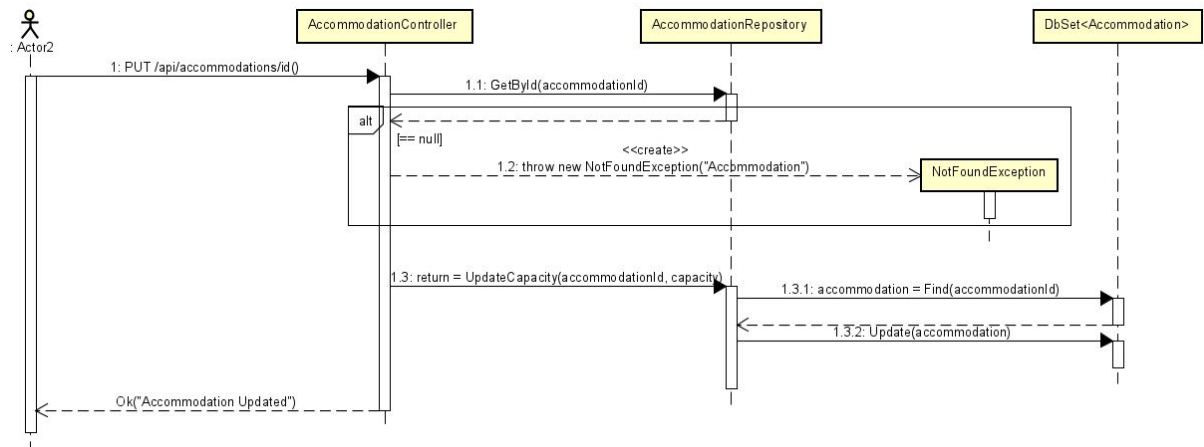 AccommodationController
AccommodationRepository
DbSet<Accommodation>
: Actor2
1: PUT /api/accommodations/id()
1.1: GetById(accommodationId)
alt
[== null]
<<create>>
1.2: throw new NotFoundException("Accommodation")
NotFoundException
1.3: return = UpdateCapacity(accommodationId, capacity)
1.3.1: accommodation = Find(accommodationId)
1.3.2: Update(accommodation)
Ok("Accommodation Updated")